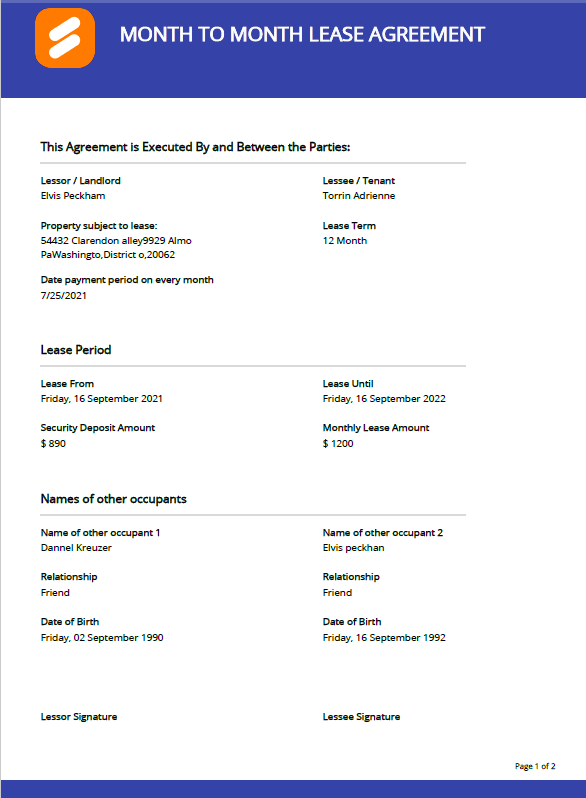 MONTH TO MONTH LEASE AGREEMENT
This Agreement is Executed By and Between the Parties:
Lessor / Landlord
Elvis Peckham
Lessee / Tenant
Torrin Adrienne
Property subject to lease:
54432 Clarendon alley9929 Almo
PaWashingto,District o,20062
Lease Term
12 Month
Date payment period on every month
7/25/2021
Lease Period
Lease From
Friday, 16 September 2021
Lease Until
Friday, 16 September 2022
Security Deposit Amount
$ 890
Monthly Lease Amount
$ 1200
Names of other occupants
Name of other occupant 1
Dannel Kreuzer
Name of other occupant 2
Elvis peckhan
Relationship
Friend
Relationship
Friend
Date of Birth
Friday, 02 September 1990
Date of Birth
Friday, 16 September 1992
Lessor Signature
Lessee Signature
Page 1 of 2